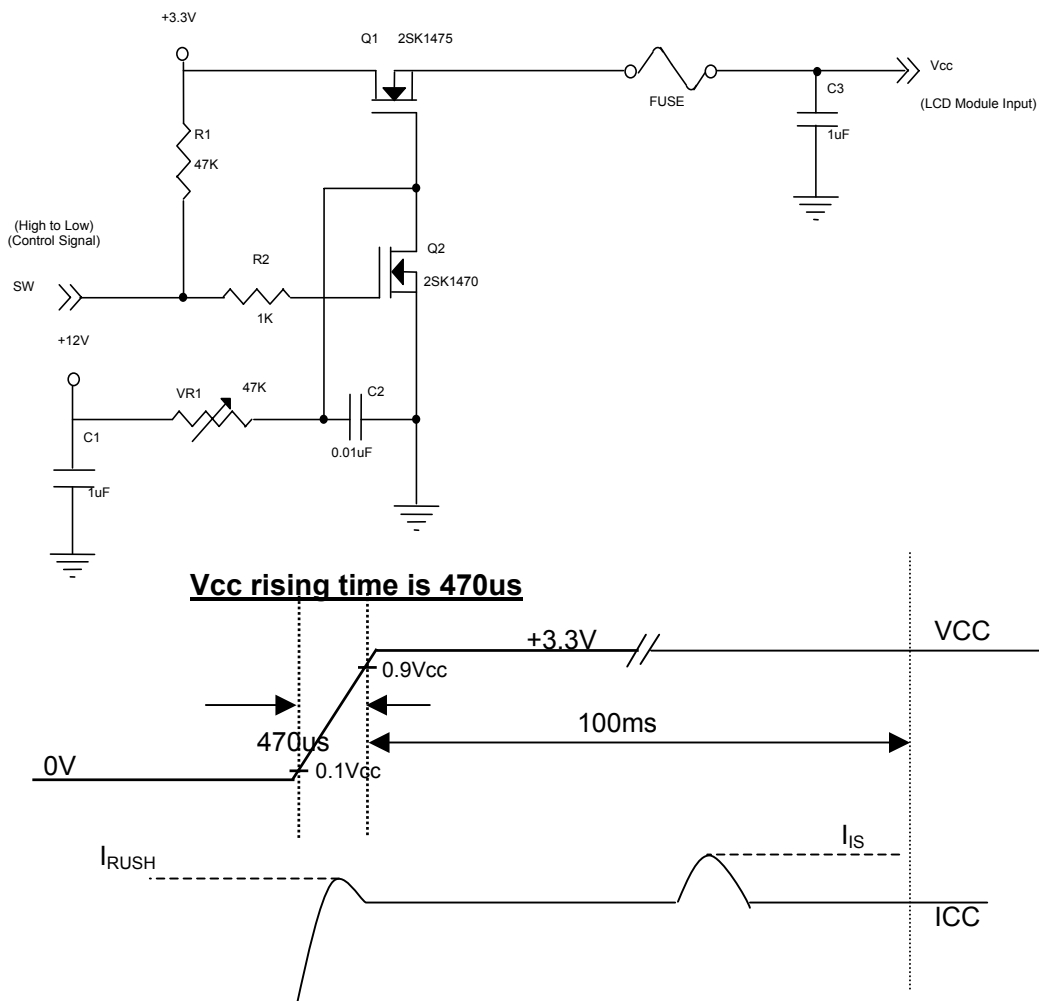 +3.3V
Q1 2SK1475
FUSE
Vcc
C3
(LCD Module Input)
1uF
R1
47K
(High to Low)
(Control Signal)
SW
R2
1K
Q2
2SK1470
+12V
VR1 47K
C2
0.01uF
C1
1uF
Vcc rising time is 470us
+3.3V
VCC
0.9Vcc
470us
100ms
0V
0.1Vcc
IRUSH
IIS
ICC